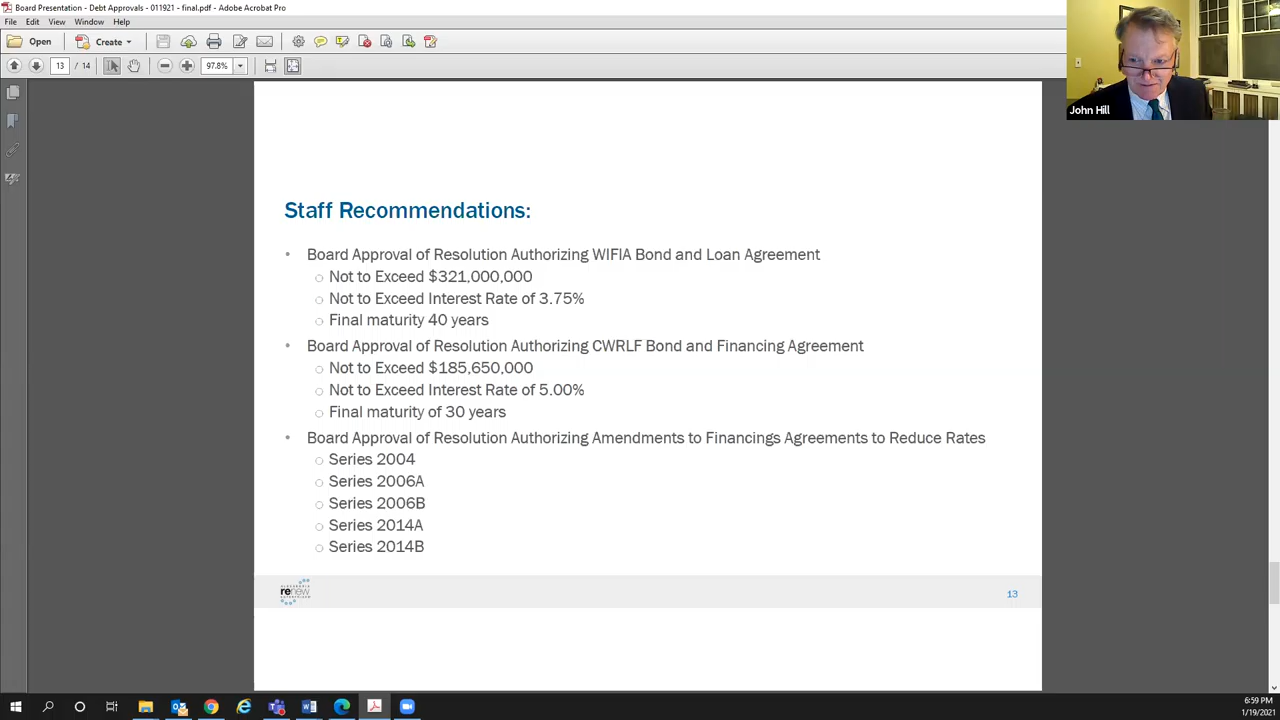 Board Presentation - Debt Approvals - 011921 - final.pdf - Adobe Acrobat Pro
File Edit View Window Help
Open Create
13 / 14 97.8%
John Hill
Staff Recommendations:
• Board Approval of Resolution Authorizing WIFIA Bond and Loan Agreement
○ Not to Exceed $321,000,000
○ Not to Exceed Interest Rate of 3.75%
○ Final maturity 40 years
• Board Approval of Resolution Authorizing CWRLF Bond and Financing Agreement
○ Not to Exceed $185,650,000
○ Not to Exceed Interest Rate of 5.00%
○ Final maturity of 30 years
• Board Approval of Resolution Authorizing Amendments to Financings Agreements to Reduce Rates
○ Series 2004
○ Series 2006A
○ Series 2006B
○ Series 2014A
○ Series 2014B
renew
13
6:59 PM
1/19/2021